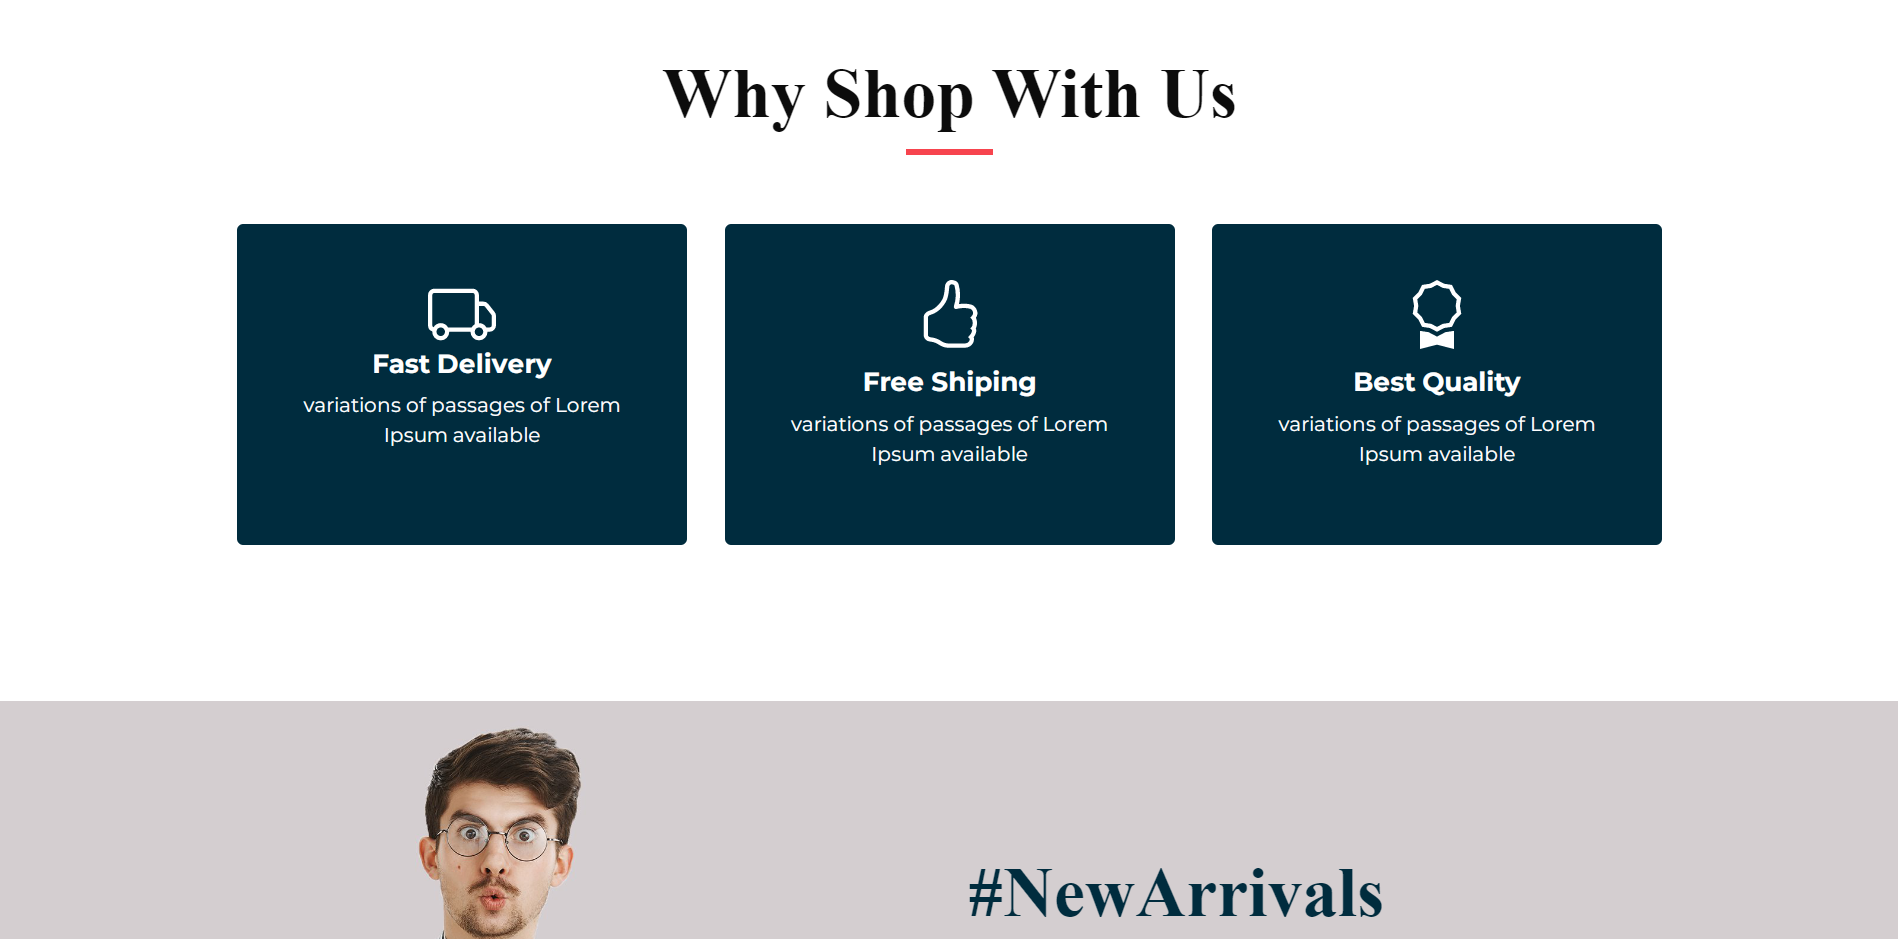 Why Shop With Us
Fast Delivery
variations of passages of Lorem
Ipsum available
Free Shiping
variations of passages of Lorem
Ipsum available
Best Quality
variations of passages of Lorem
Ipsum available
#NewArrivals